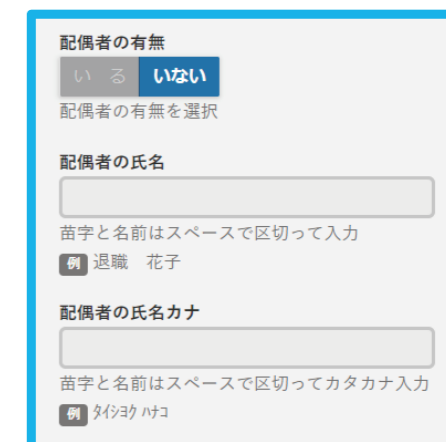 配偶者の有無
い る いない
配偶者の有無を選択
配偶者の氏名
苗字と名前はスペースで区切って入力
例 退職　花子
配偶者の氏名カナ
苗字と名前はスペースで区切ってカタカナ入力
例 ﾀｲｼﾖｸ ﾊﾅｺ